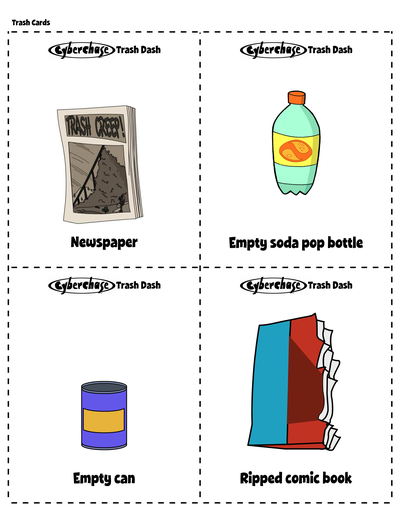 Trash Cards
Cyberchase Trash Dash
Cyberchase Trash Dash
TRASH CREEP!
Newspaper
Empty soda pop bottle
Cyberchase Trash Dash
Cyberchase Trash Dash
Empty can
Ripped comic book